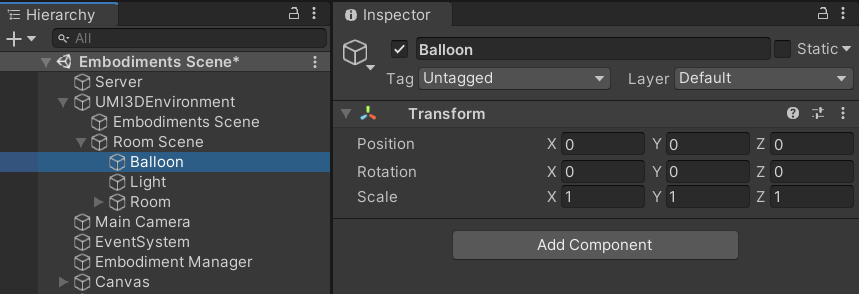 Hierarchy
All
Embodiments Scene*
Server
UMI3DEnvironment
Embodiments Scene
Room Scene
Balloon
Light
Room
Main Camera
EventSystem
Embodiment Manager
Canvas
Inspector
Balloon
Static
Tag Untagged Layer Default
Transform
Position X 0 Y 0 Z 0
Rotation X 0 Y 0 Z 0
Scale X 1 Y 1 Z 1
Add Component